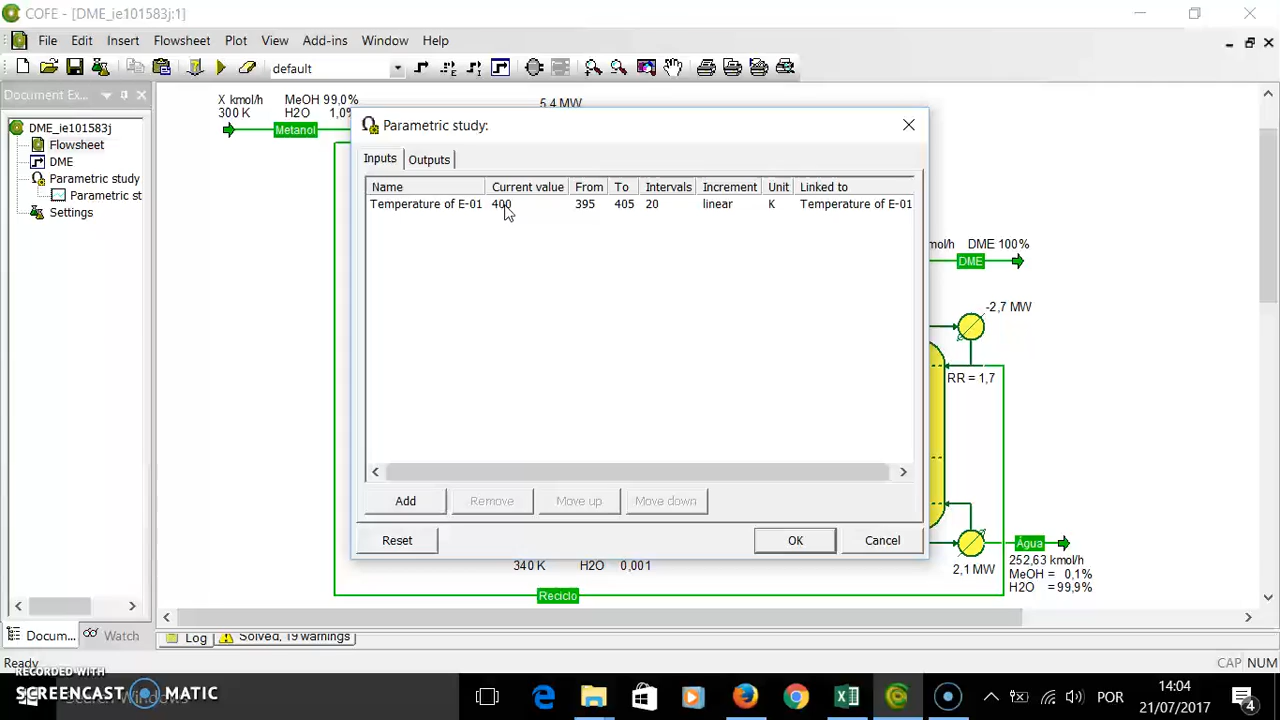 COFE - [DME_ie101583j:1]
File Edit Insert Flowsheet Plot View Add-ins Window Help
default
Document Ex...
DME_ie101583j
Flowsheet
DME
Parametric study
Parametric st
Settings
X kmol/h MeOH 99,0%
300 K H2O 1,0%
Metanol
5,4 MW
Parametric study:
Inputs Outputs
Name Current value From To Intervals Increment Unit Linked to
Temperature of E-01 400 395 405 20 linear K Temperature of E-01
Add Remove Move up Move down
Reset OK Cancel
mol/h DME 100%
DME
-2,7 MW
RR = 1,7
Água
252,63 kmol/h
2,1 MW
MeOH = 0,1%
H2O = 99,9%
340 K H2O 0,001
Reciclo
Docum... Watch
Log Solved, 19 warnings
Ready
CAP NUM
RECORDED WITH
SCREENCAST MATIC
Windows
POR
14:04
21/07/2017
4